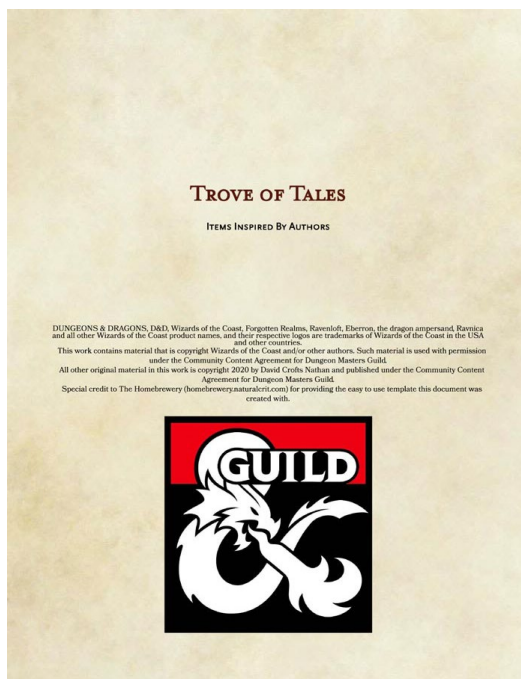 TROVE OF TALES
ITEMS INSPIRED BY AUTHORS
DUNGEONS & DRAGONS, D&D, Wizards of the Coast, Forgotten Realms, Ravenloft, Eberron, the dragon ampersand, Ravnica
and all other Wizards of the Coast product names, and their respective logos are trademarks of Wizards of the Coast in the USA
and other countries.
This work contains material that is copyright Wizards of the Coast and/or other authors. Such material is used with permission
under the Community Content Agreement for Dungeon Masters Guild.
All other original material in this work is copyright 2020 by David Crofts Nathan and published under the Community Content
Agreement for Dungeon Masters Guild.
Special credit to The Homebrewery (homebrewery.naturalcrit.com) for providing the easy to use template this document was
created with.
GUILD